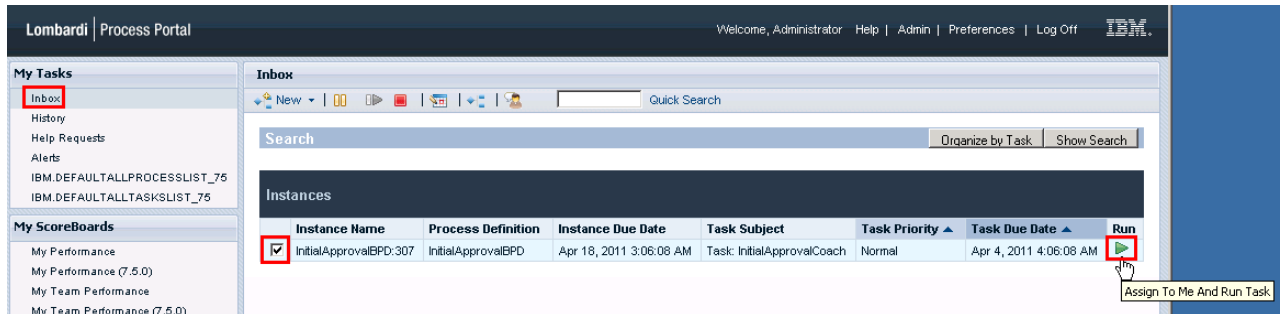 Lombardi | Process Portal
Welcome, Administrator Help | Admin | Preferences | Log Off IBM.
My Tasks
Inbox
History
Help Requests
Alerts
IBM.DEFAULTALLPROCESSLIST_75
IBM.DEFAULTALLTASKSLIST_75
My ScoreBoards
My Performance
My Performance (7.5.0)
My Team Performance
My Team Performance (7.5.0)
Inbox
New Quick Search
Search Organize by Task Show Search
Instances
Instance Name Process Definition Instance Due Date Task Subject Task Priority Task Due Date Run
InitialApprovalBPD:307 InitialApprovalBPD Apr 18, 2011 3:06:08 AM Task: InitialApprovalCoach Normal Apr 4, 2011 4:06:08 AM
Assign To Me And Run Task